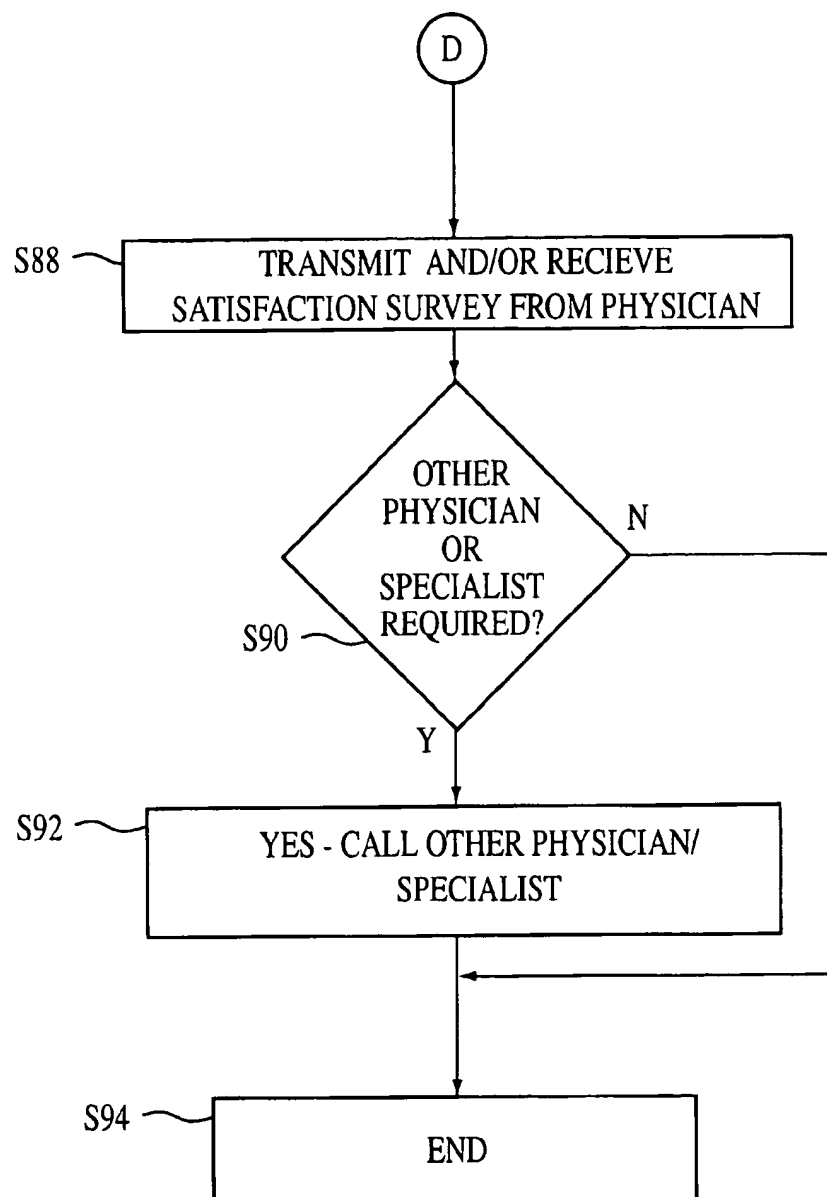 D
S88
TRANSMIT AND/OR RECIEVE
SATISFACTION SURVEY FROM PHYSICIAN
OTHER
PHYSICIAN
OR
SPECIALIST
REQUIRED?
N
S90
Y
S92
YES - CALL OTHER PHYSICIAN/
SPECIALIST
S94
END